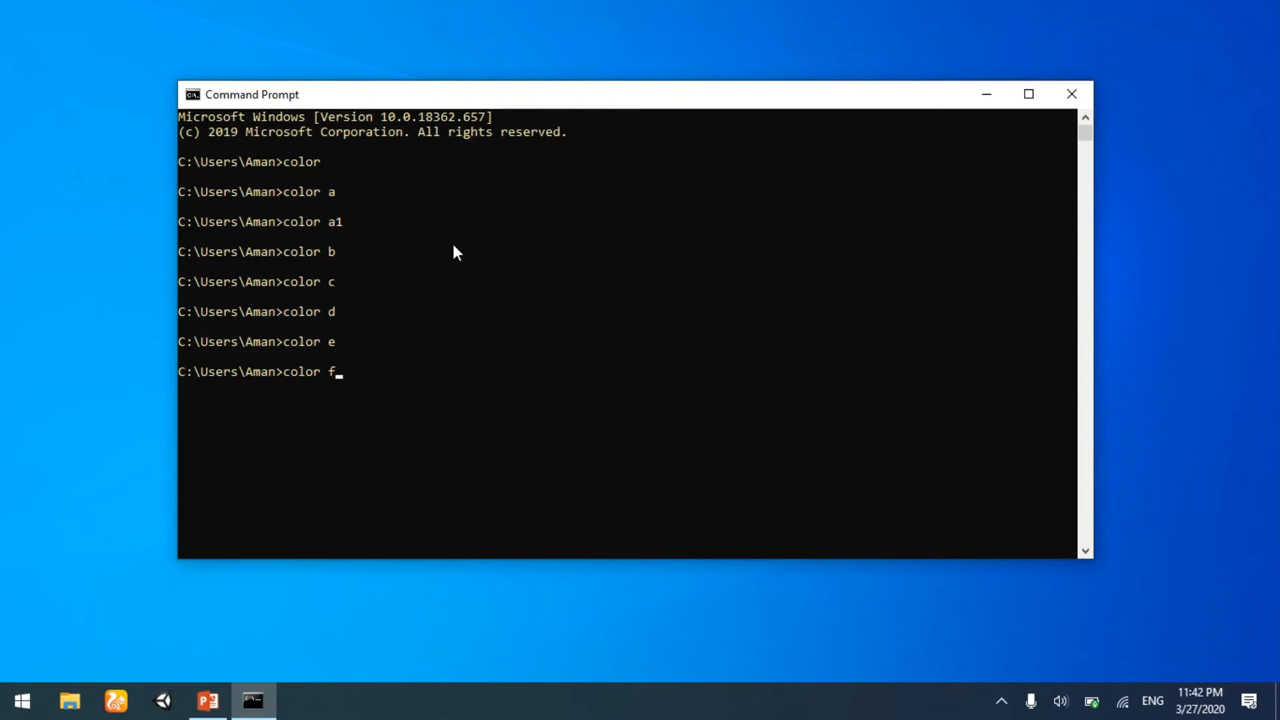 Command Prompt
Microsoft Windows [Version 10.0.18362.657]
(c) 2019 Microsoft Corporation. All rights reserved.
C:\Users\Aman>color
C:\Users\Aman>color a
C:\Users\Aman>color a1
C:\Users\Aman>color b
C:\Users\Aman>color c
C:\Users\Aman>color d
C:\Users\Aman>color e
C:\Users\Aman>color f
ENG
11:42 PM
3/27/2020